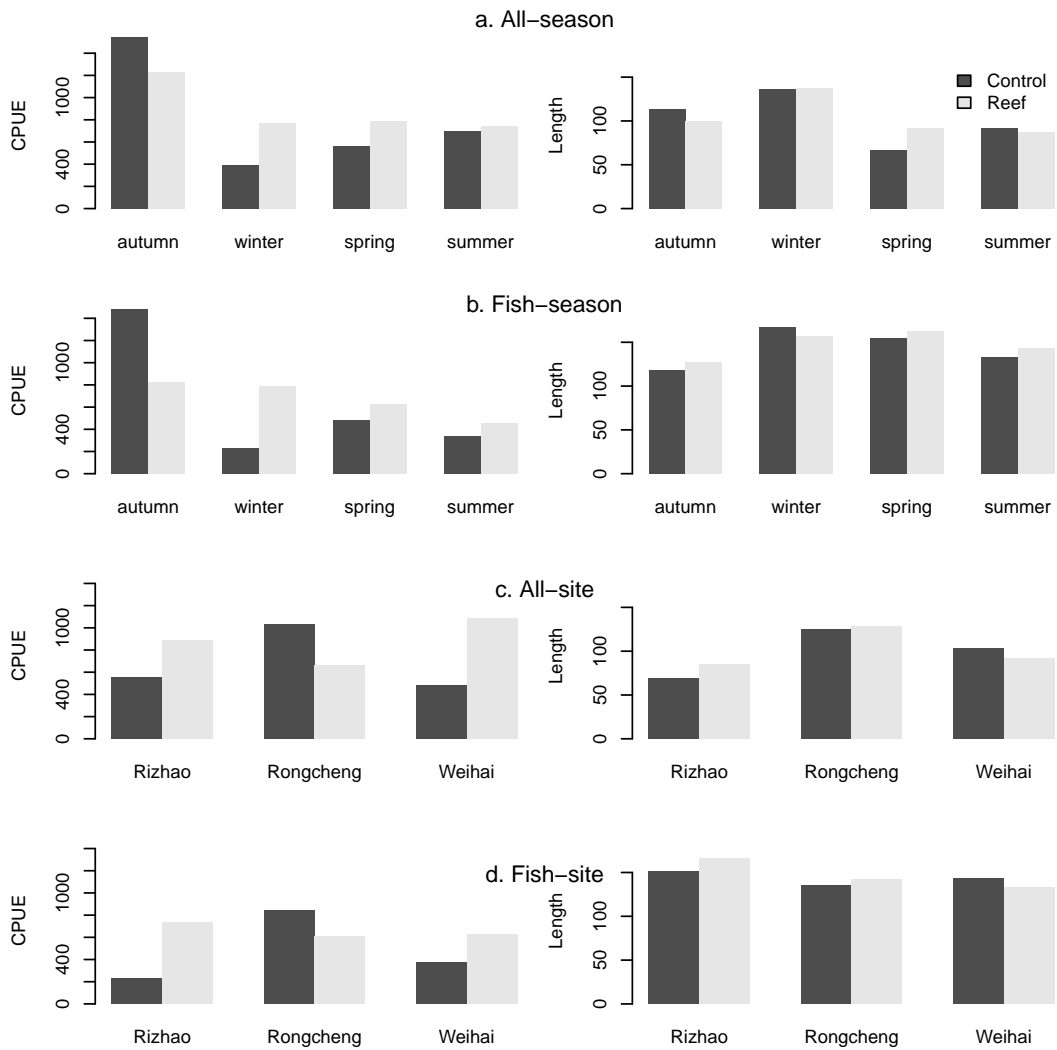 a. All−season
CPUE
0
400
1000
autumn winter spring summer
Length
0
50
100
autumn winter spring summer
Control
Reef
b. Fish−season
CPUE
0
400
1000
autumn winter spring summer
Length
0
50
100
autumn winter spring summer
c. All−site
CPUE
0
400
1000
Rizhao Rongcheng Weihai
Length
0
50
100
Rizhao Rongcheng Weihai
d. Fish−site
CPUE
0
400
1000
Rizhao Rongcheng Weihai
Length
0
50
100
Rizhao Rongcheng Weihai